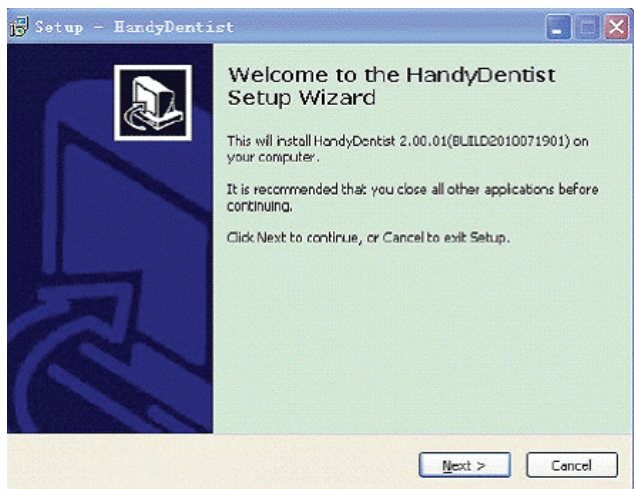 Setup - HandyDentist
Welcome to the HandyDentist
Setup Wizard
This will install HandyDentist 2.00.01(BUILD2010071901) on
your computer.
It is recommended that you close all other applications before
continuing.
Click Next to continue, or Cancel to exit Setup.
Next >
Cancel